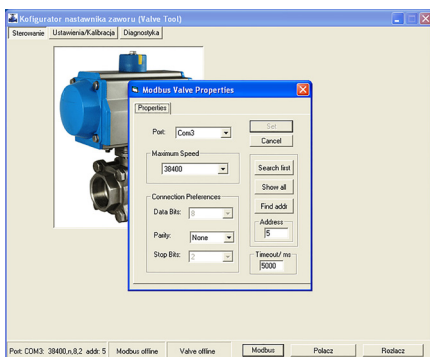 Kofigurator nastawnika zaworu (Valve Tool)
Sterowanie Ustawienia/Kalibracja Diagnostyka
Modbus Valve Properties
Properties
Port: Com3
Set
Cancel
Maximum Speed
38400
Search first
Show all
Find addr
Connection Preferences
Data Bits: 8
Parity: None
Stop Bits: 2
Address
5
Timeout/ ms
5000
Port: COM3: 38400,n,8,2 addr: 5 Modbus offline Valve offline Modbus Polacz Rozlacz